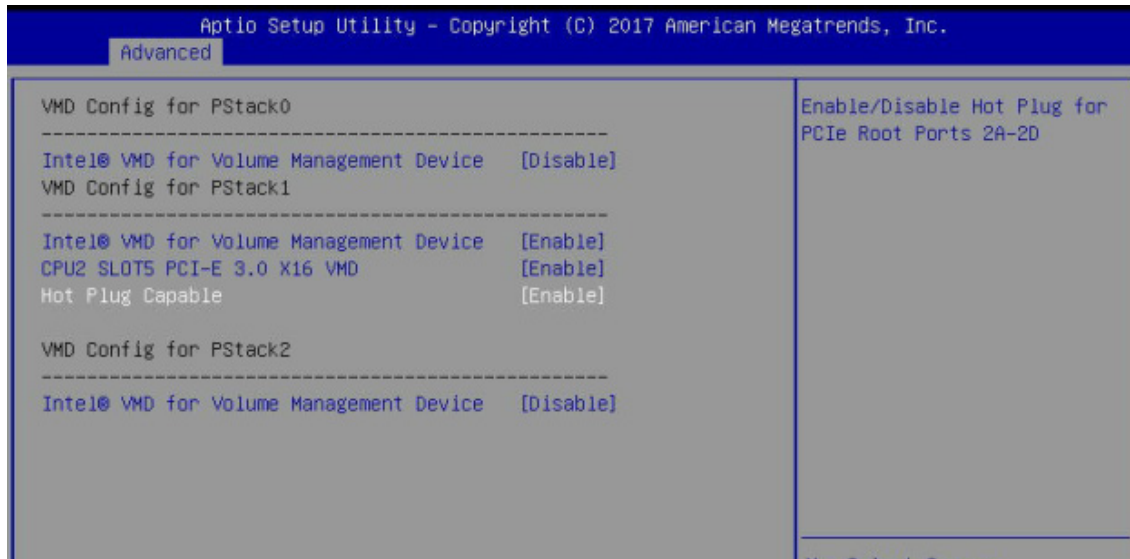 Aptio Setup Utility – Copyright (C) 2017 American Megatrends, Inc.
Advanced
VMD Config for PStack0
--------------------------------------------------
Intel® VMD for Volume Management Device [Disable]
VMD Config for PStack1
--------------------------------------------------
Intel® VMD for Volume Management Device [Enable]
CPU2 SLOT5 PCI-E 3.0 X16 VMD [Enable]
Hot Plug Capable [Enable]
VMD Config for PStack2
--------------------------------------------------
Intel® VMD for Volume Management Device [Disable]
Enable/Disable Hot Plug for
PCIe Root Ports 2A-2D